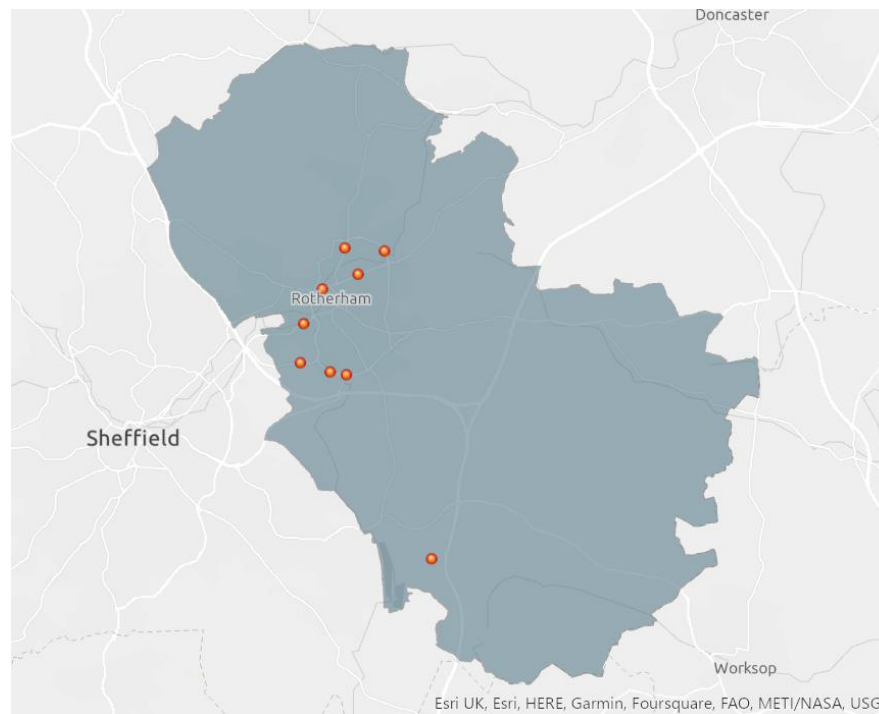 Doncaster
Rotherham
Sheffield
Worksop
Esri UK, Esri, HERE, Garmin, Foursquare, FAO, METI/NASA, USG